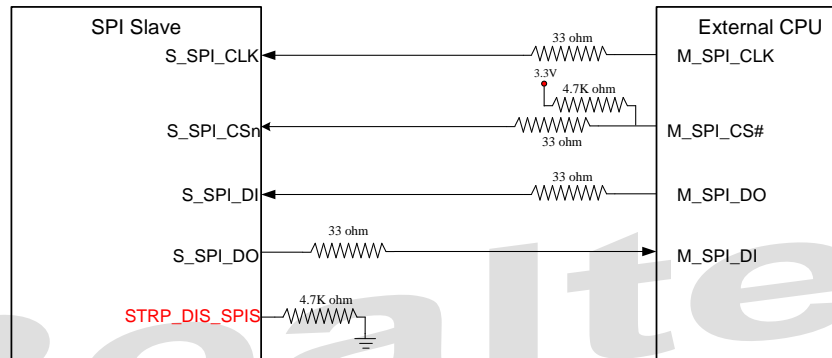 SPI Slave
External CPU
33 ohm
S_SPI_CLK
M_SPI_CLK
3.3V
4.7K ohm
S_SPI_CSn
M_SPI_CS#
33 ohm
33 ohm
S_SPI_DI
M_SPI_DO
33 ohm
S_SPI_DO
M_SPI_DI
4.7K ohm
STRP_DIS_SPIS